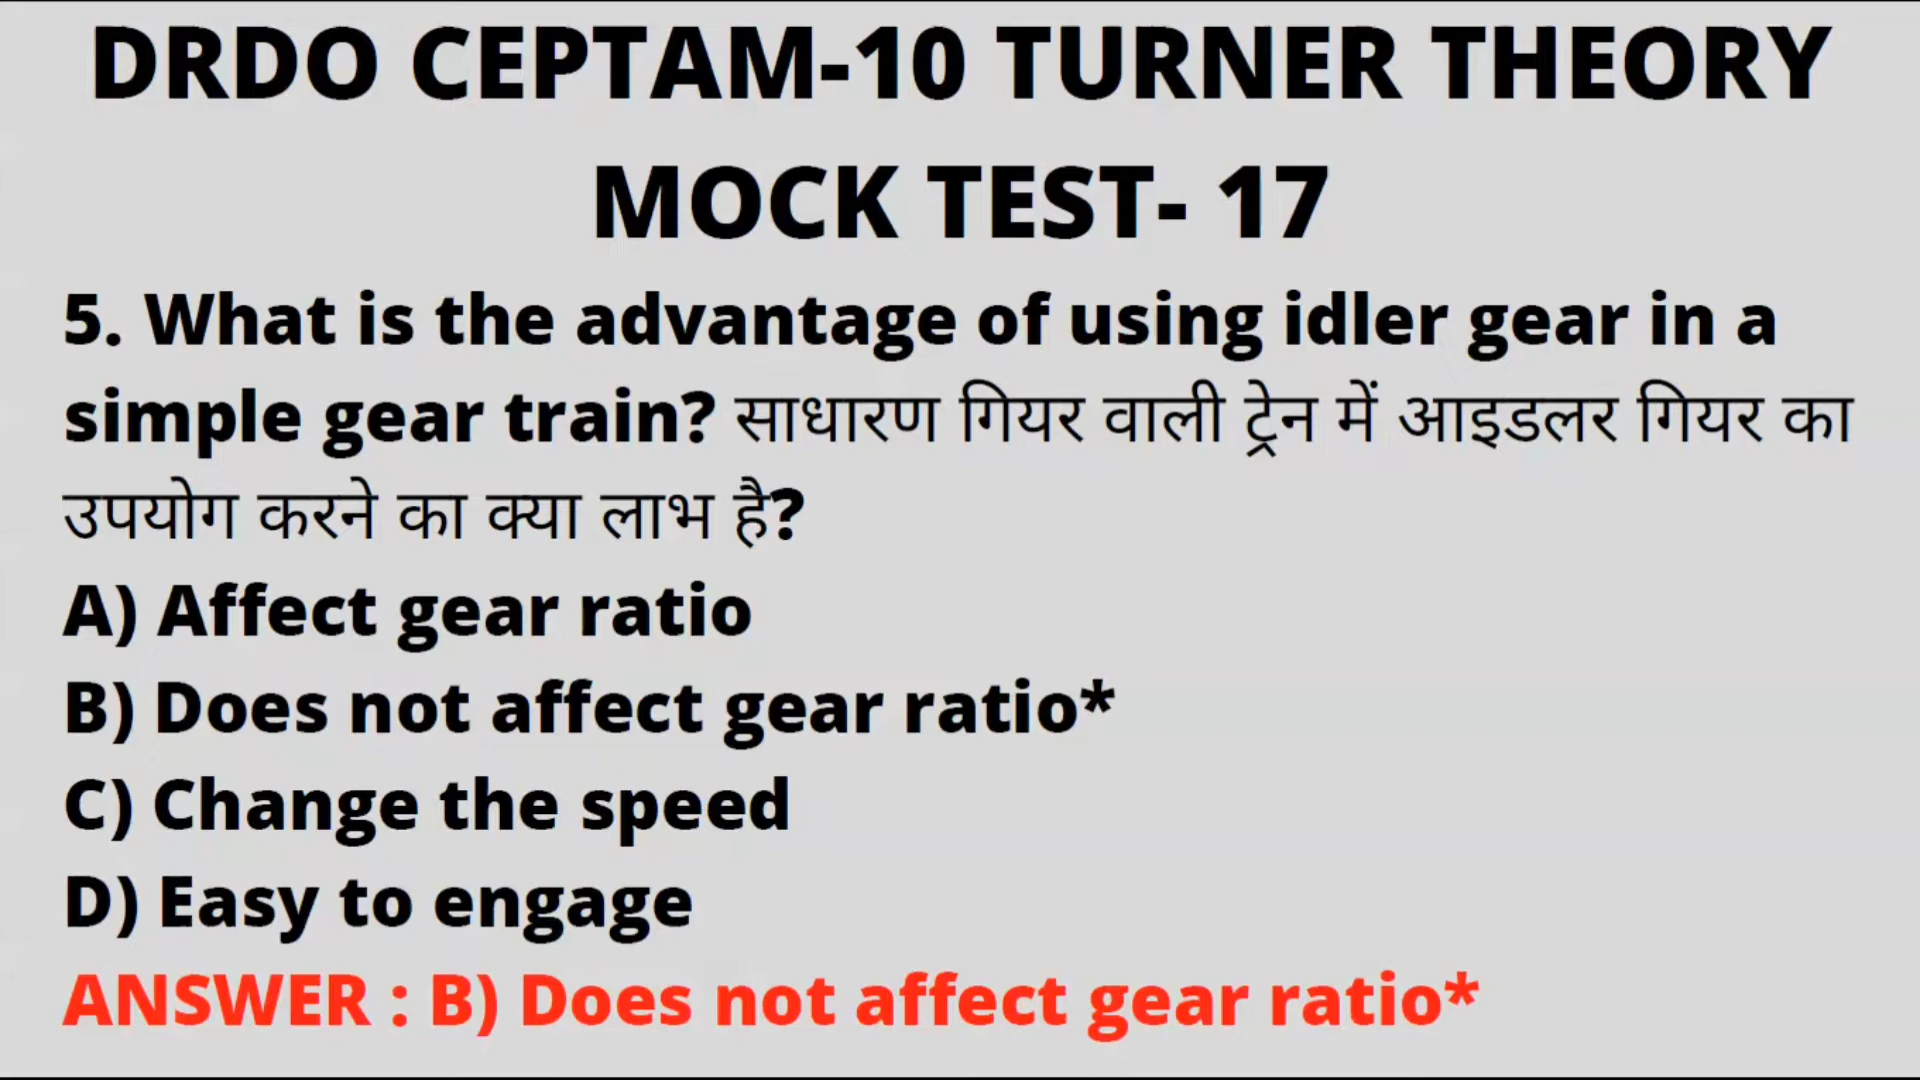 DRDO CEPTAM-10 TURNER THEORY
MOCK TEST- 17
5. What is the advantage of using idler gear in a
simple gear train? साधारण गियर वाली ट्रेन में आइडलर गियर का
उपयोग करने का क्या लाभ है?
A) Affect gear ratio
B) Does not affect gear ratio*
C) Change the speed
D) Easy to engage
ANSWER : B) Does not affect gear ratio*